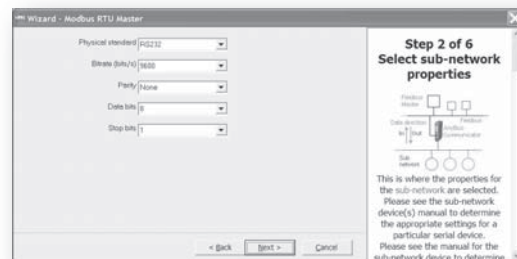 Wizard - Modbus RTU Master
Physical standard RS232
Bitrate (bits/s) 9600
Parity None
Data bits 8
Stop bits 1
< Back Next > Cancel
Step 2 of 6
Select sub-network
properties
Fieldbus
Master
Fieldbus
Data direction
In Out
Anybus
Communicator
Sub
network
This is where the properties for
the sub-network are selected.
Please see the sub-network
device(s) manual to determine
the appropriate settings for a
particular serial device.
Please see the manual for the
sub-network device to determine